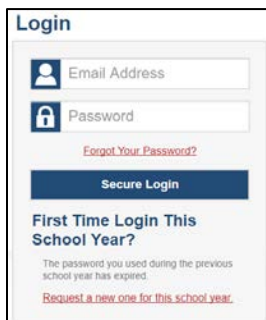 Login
Email Address
Password
Forgot Your Password?
Secure Login
First Time Login This
School Year?
The password you used during the previous
school year has expired.
Request a new one for this school year.